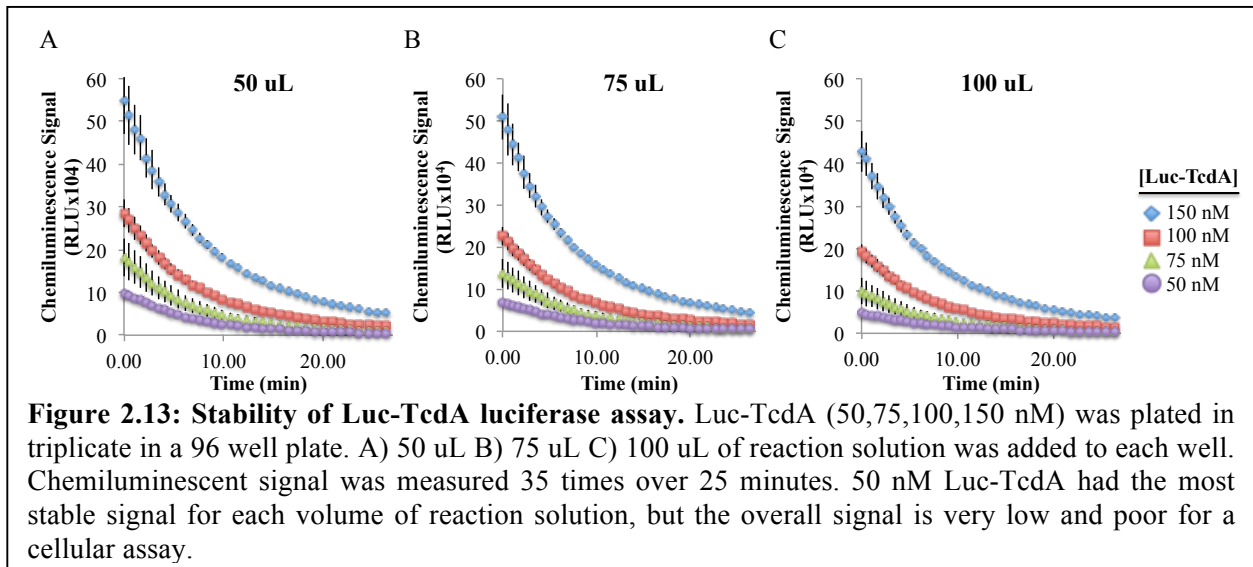 A
50 uL
Chemiluminescence Signal
(RLUx104)
60
50
40
30
20
10
0
0.00 10.00 20.00
Time (min)
B
75 uL
Chemiluminescence Signal
(RLUx10⁴)
60
50
40
30
20
10
0
0.00 10.00 20.00
Time (min)
C
100 uL
Chemiluminescence Signal
(RLUx10⁴)
60
50
40
30
20
10
0
0.00 10.00 20.00
Time (min)
[Luc-TcdA]
150 nM
100 nM
75 nM
50 nM
Figure 2.13: Stability of Luc-TcdA luciferase assay. Luc-TcdA (50,75,100,150 nM) was plated in
triplicate in a 96 well plate. A) 50 uL B) 75 uL C) 100 uL of reaction solution was added to each well.
Chemiluminescent signal was measured 35 times over 25 minutes. 50 nM Luc-TcdA had the most
stable signal for each volume of reaction solution, but the overall signal is very low and poor for a
cellular assay.